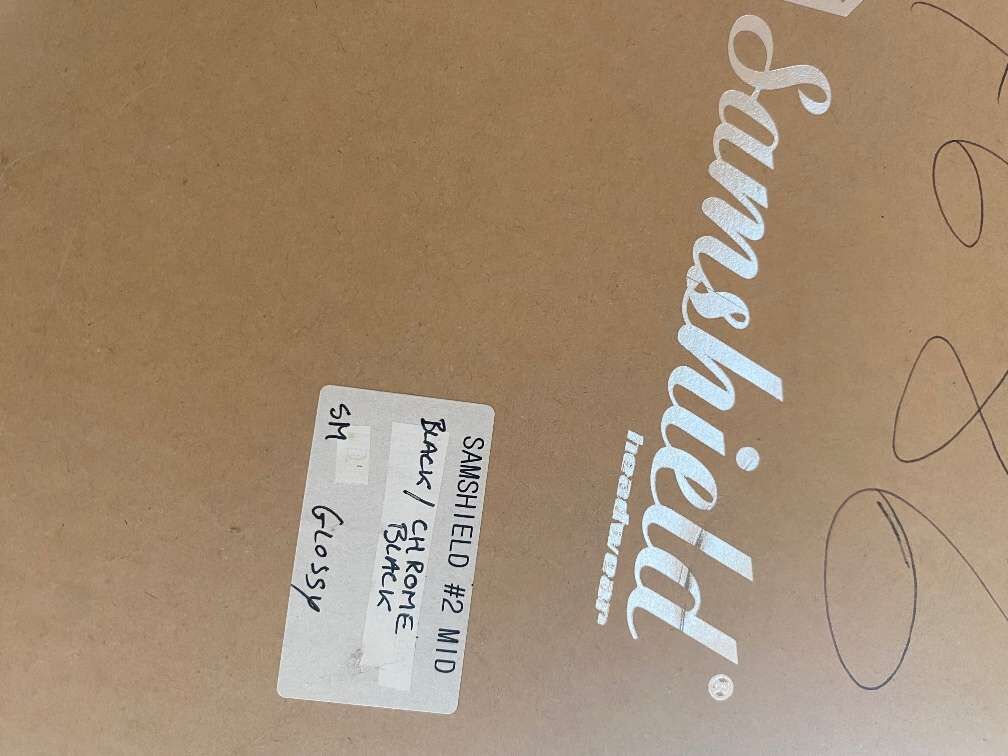 Samshield®
headwear
SAMSHIELD #2 MID
BLACK / CHROME
BLACK
SM GLOSSY